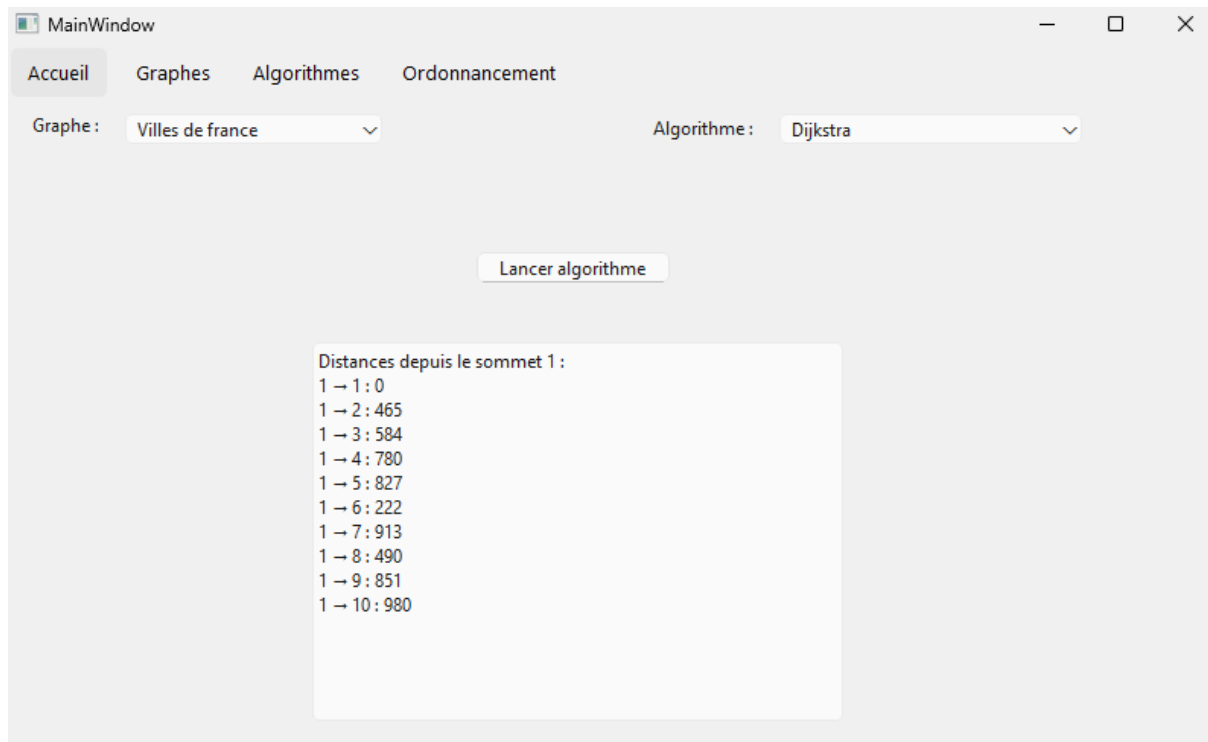 MainWindow
Accueil Graphes Algorithmes Ordonnancement
Graphe : Villes de france Algorithme : Dijkstra
Lancer algorithme
Distances depuis le sommet 1 :
1 → 1 : 0
1 → 2 : 465
1 → 3 : 584
1 → 4 : 780
1 → 5 : 827
1 → 6 : 222
1 → 7 : 913
1 → 8 : 490
1 → 9 : 851
1 → 10 : 980